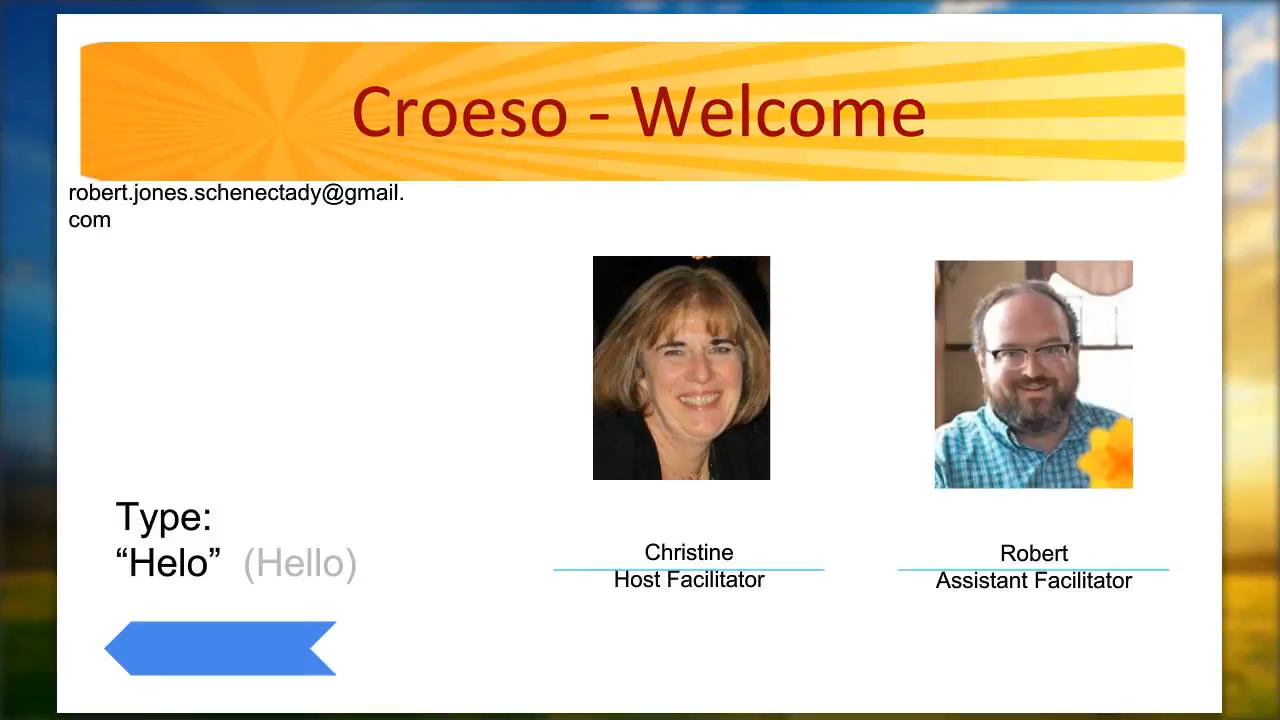 Croeso - Welcome
robert.jones.schenectady@gmail.
com
Type:
“Helo” (Hello)
Christine
Host Facilitator
Robert
Assistant Facilitator